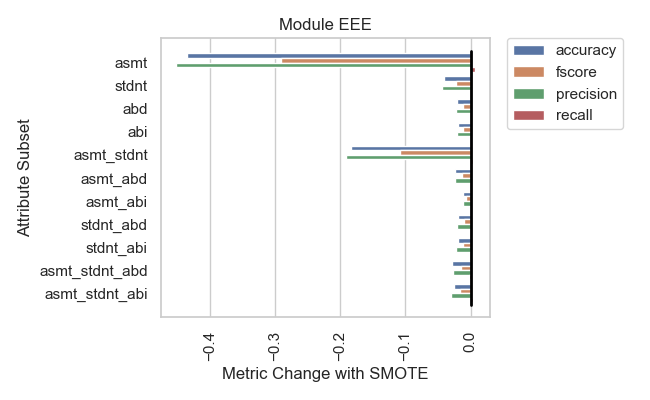 Module EEE
accuracy
fscore
precision
recall
Attribute Subset
asmt
stdnt
abd
abi
asmt_stdnt
asmt_abd
asmt_abi
stdnt_abd
stdnt_abi
asmt_stdnt_abd
asmt_stdnt_abi
−0.4
−0.3
−0.2
−0.1
0.0
Metric Change with SMOTE